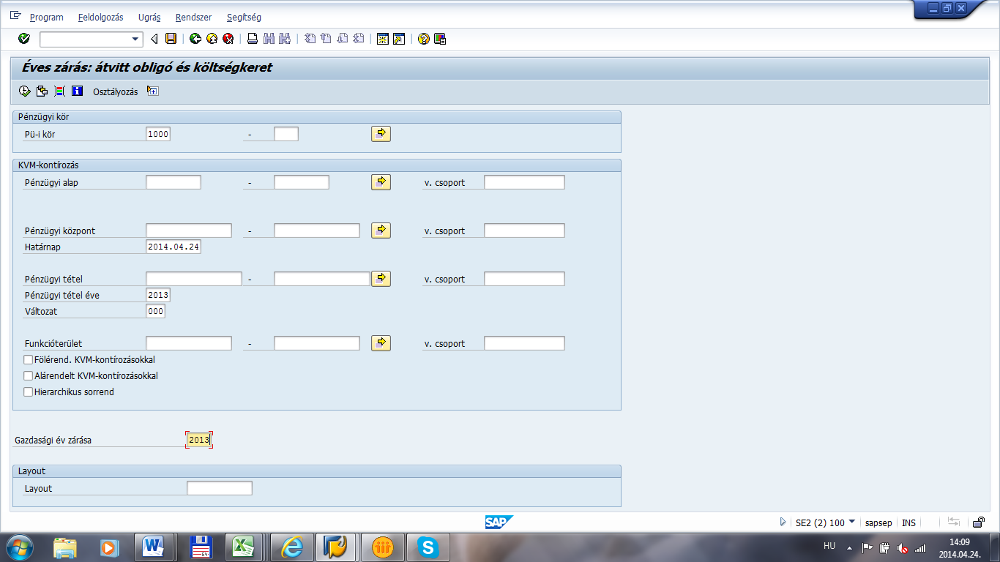 Program Feldolgozás Ugrás Rendszer Segítség
Éves zárás: átvitt obligó és költségkeret
Osztályozás
Pénzügyi kör
Pü-i kör 1000 -
KVM-kontírozás
Pénzügyi alap - v. csoport
Pénzügyi központ - v. csoport
Határnap 2014.04.24
Pénzügyi tétel - v. csoport
Pénzügyi tétel éve 2013
Változat 000
Funkcióterület - v. csoport
Fölérend. KVM-kontírozásokkal
Alárendelt KVM-kontírozásokkal
Hierarchikus sorrend
Gazdasági év zárása 2013
Layout
Layout
SAP SE2 (2) 100 sapsep INS
HU 14:09
2014.04.24.